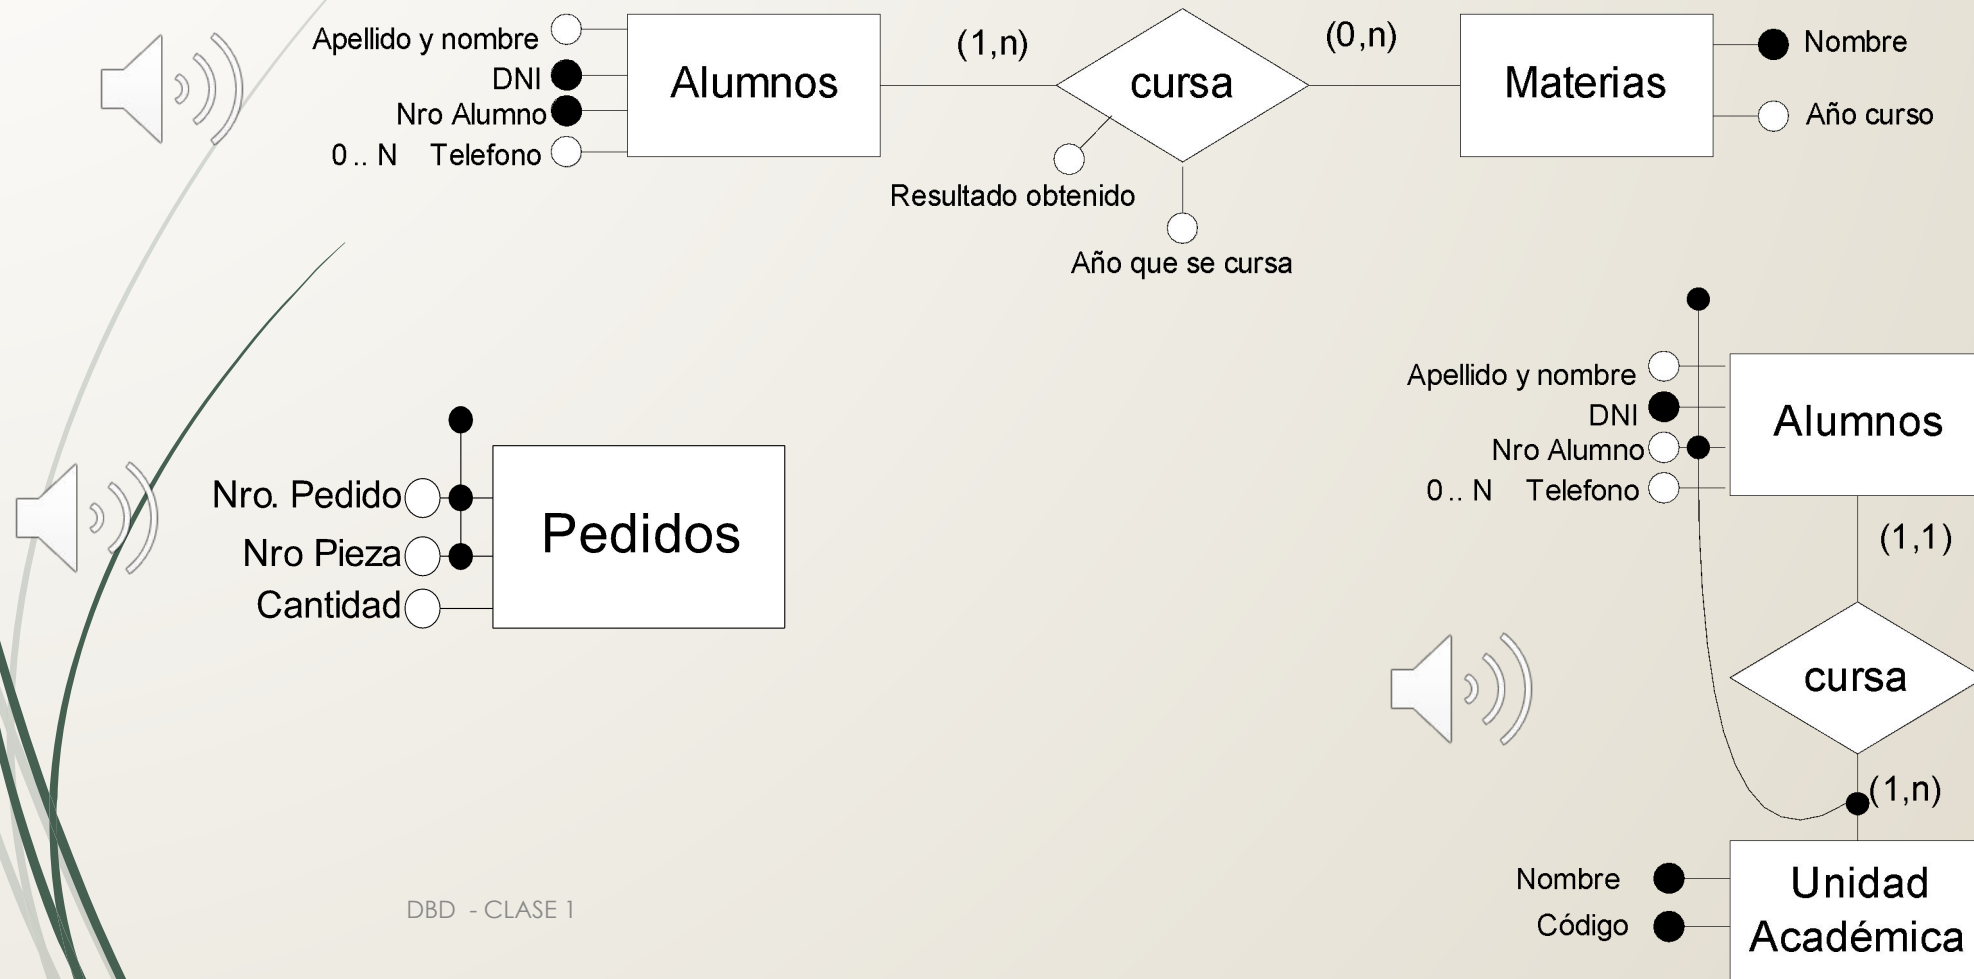 Apellido y nombre
DNI
Nro Alumno
0 .. N Telefono
Alumnos
(1,n)
cursa
(0,n)
Materias
Nombre
Año curso
Resultado obtenido
Año que se cursa
Nro. Pedido
Nro Pieza
Cantidad
Pedidos
Apellido y nombre
DNI
Nro Alumno
0 .. N Telefono
Alumnos
(1,1)
cursa
(1,n)
Nombre
Código
Unidad
Académica
DBD - CLASE 1